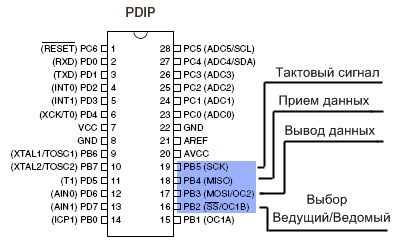 PDIP
(RESET) PC6 1 28 PC5 (ADC5/SCL)
(RXD) PD0 2 27 PC4 (ADC4/SDA)
(TXD) PD1 3 26 PC3 (ADC3)
(INT0) PD2 4 25 PC2 (ADC2)
(INT1) PD3 5 24 PC1 (ADC1)
(XCK/T0) PD4 6 23 PC0 (ADC0)
VCC 7 22 GND
GND 8 21 AREF
(XTAL1/TOSC1) PB6 9 20 AVCC
(XTAL2/TOSC2) PB7 10 19 PB5 (SCK)
(T1) PD5 11 18 PB4 (MISO)
(AIN0) PD6 12 17 PB3 (MOSI/OC2)
(AIN1) PD7 13 16 PB2 (SS/OC1B)
(ICP1) PB0 14 15 PB1 (OC1A)
Тактовый сигнал
Прием данных
Вывод данных
Выбор
Ведущий/Ведомый